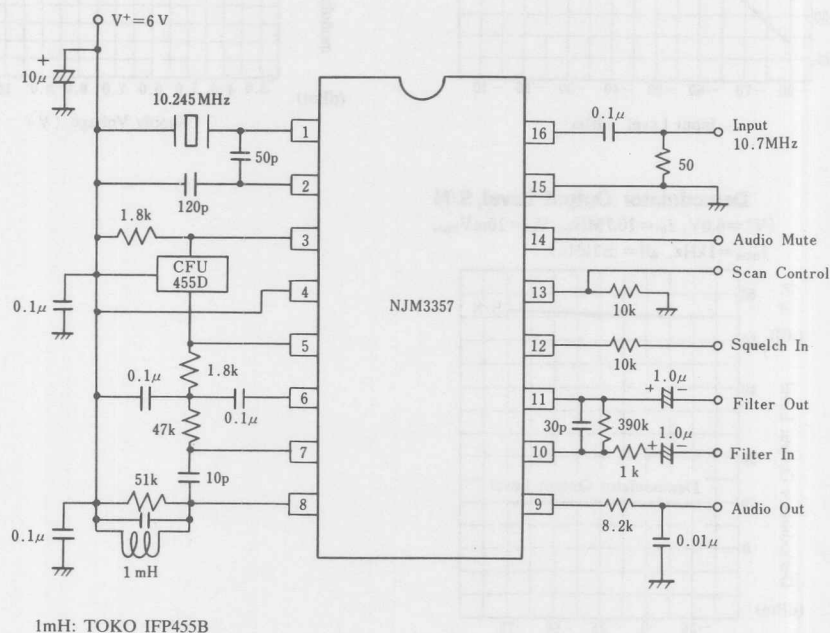 V⁺=6 V
+
10μ
10.245 MHz
50p
120p
1.8k
CFU
455D
0.1μ
1.8k
0.1μ
0.1μ
47k
10p
51k
0.1μ
1 mH
1
2
3
4
5
6
7
8
NJM3357
16
15
14
13
12
11
10
9
0.1μ
Input
10.7MHz
50
Audio Mute
Scan Control
10k
Squelch In
10k
1.0μ
+ −
Filter Out
30p
390k
1.0μ
+ −
Filter In
1 k
Audio Out
8.2k
0.01μ
1mH: TOKO IFP455B